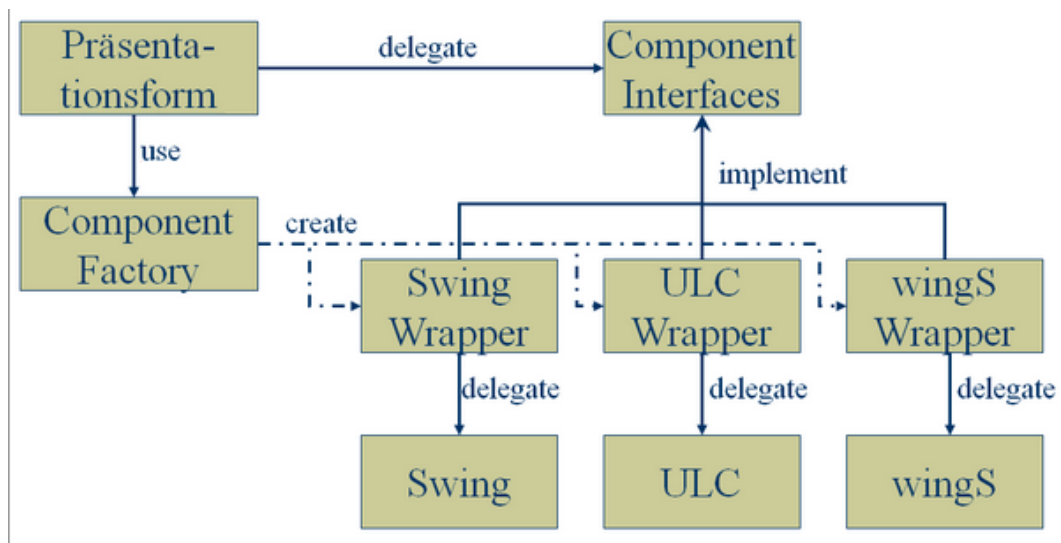 Präsenta-
tionsform
delegate
Component
Interfaces
use
implement
Component
Factory
create
Swing
Wrapper
ULC
Wrapper
wingS
Wrapper
delegate
delegate
delegate
Swing
ULC
wingS